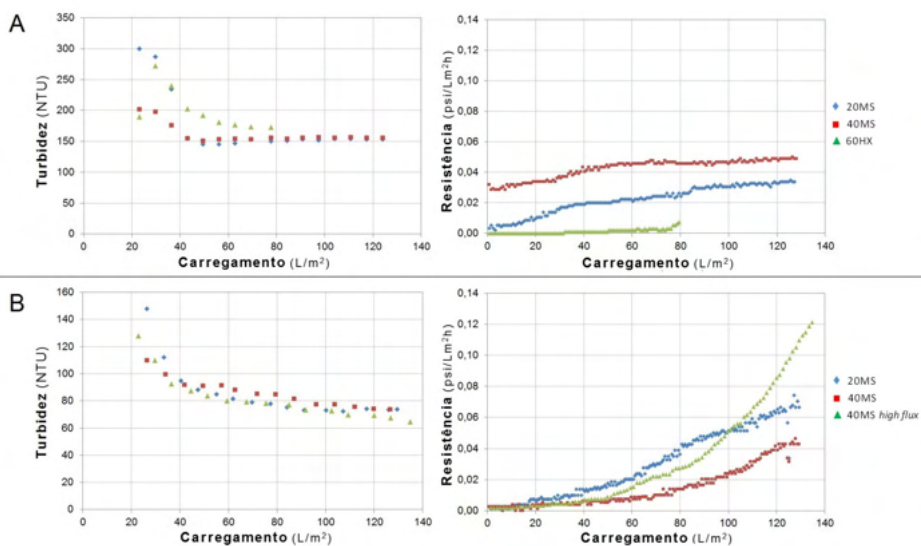 A
Turbidez (NTU)
350
300
250
200
150
100
50
0
0 20 40 60 80 100 120 140
Carregamento (L/m²)
Resistência (psi/Lm²h)
0,14
0,12
0,10
0,08
0,06
0,04
0,02
0,00
0 20 40 60 80 100 120 140
Carregamento (L/m²)
20MS
40MS
60HX
B
Turbidez (NTU)
160
140
120
100
80
60
40
20
0
0 20 40 60 80 100 120 140
Carregamento (L/m²)
Resistência (psi/Lm²h)
0,14
0,12
0,10
0,08
0,06
0,04
0,02
0,00
0 20 40 60 80 100 120 140
Carregamento (L/m²)
20MS
40MS
40MS high flux